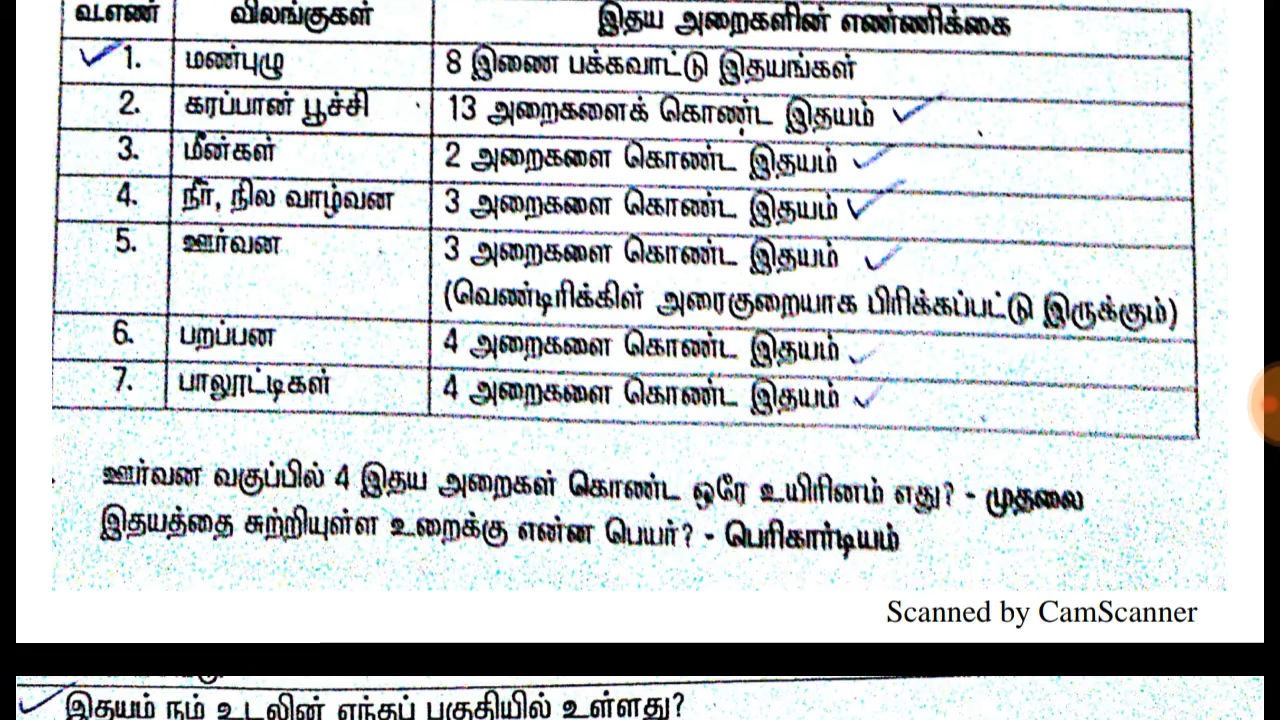 வ.எண் விலங்குகள் இதய அறைகளின் எண்ணிக்கை
1. மண்புழு 8 இணை பக்கவாட்டு இதயங்கள்
2. கரப்பான் பூச்சி 13 அறைகளைக் கொண்ட இதயம்
3. மீன்கள் 2 அறைகளை கொண்ட இதயம்
4. நீர், நில வாழ்வன 3 அறைகளை கொண்ட இதயம்
5. ஊர்வன 3 அறைகளை கொண்ட இதயம்
(வெண்டிரிக்கிள் அரைகுறையாக பிரிக்கப்பட்டு இருக்கும்)
6. பறப்பன 4 அறைகளை கொண்ட இதயம்
7. பாலூட்டிகள் 4 அறைகளை கொண்ட இதயம்
ஊர்வன வகுப்பில் 4 இதய அறைகள் கொண்ட ஒரே உயிரினம் எது? - முதலை
இதயத்தை சுற்றியுள்ள உறைக்கு என்ன பெயர்? - பெரிகார்டியம்
Scanned by CamScanner
இதயம் நம் உடலின் எந்தப் பகுதியில் உள்ளது?